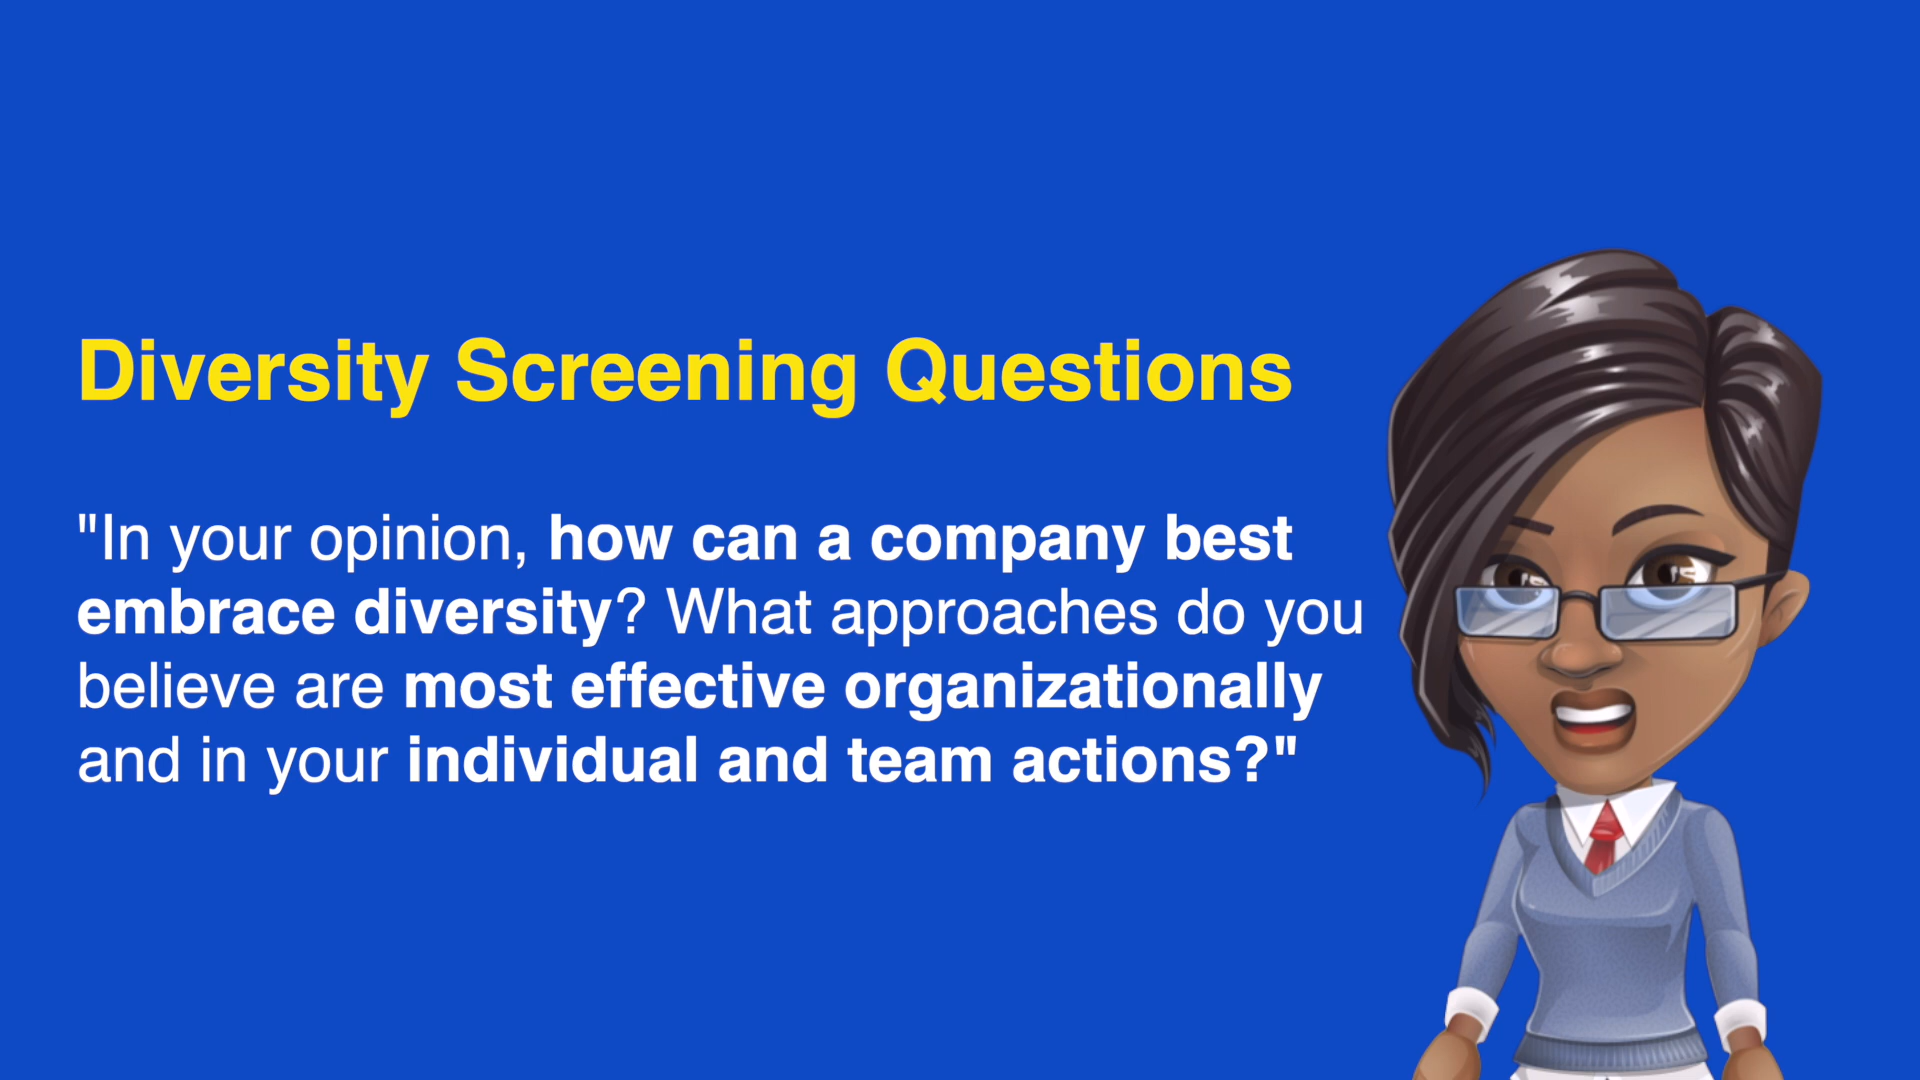 Diversity Screening Questions
"In your opinion, how can a company best
embrace diversity? What approaches do you
believe are most effective organizationally
and in your individual and team actions?"